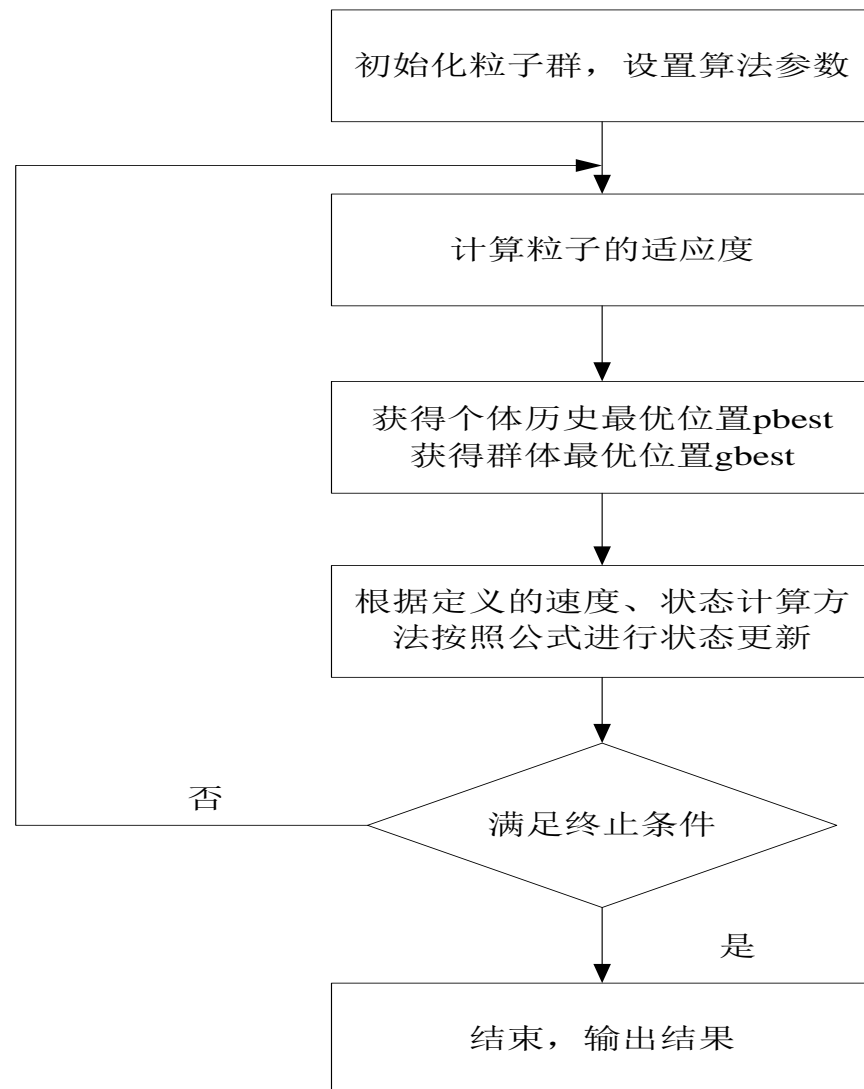 初始化粒子群，设置算法参数
计算粒子的适应度
获得个体历史最优位置pbest
获得群体最优位置gbest
根据定义的速度、状态计算方
法按照公式进行状态更新
满足终止条件
否
是
结束，输出结果